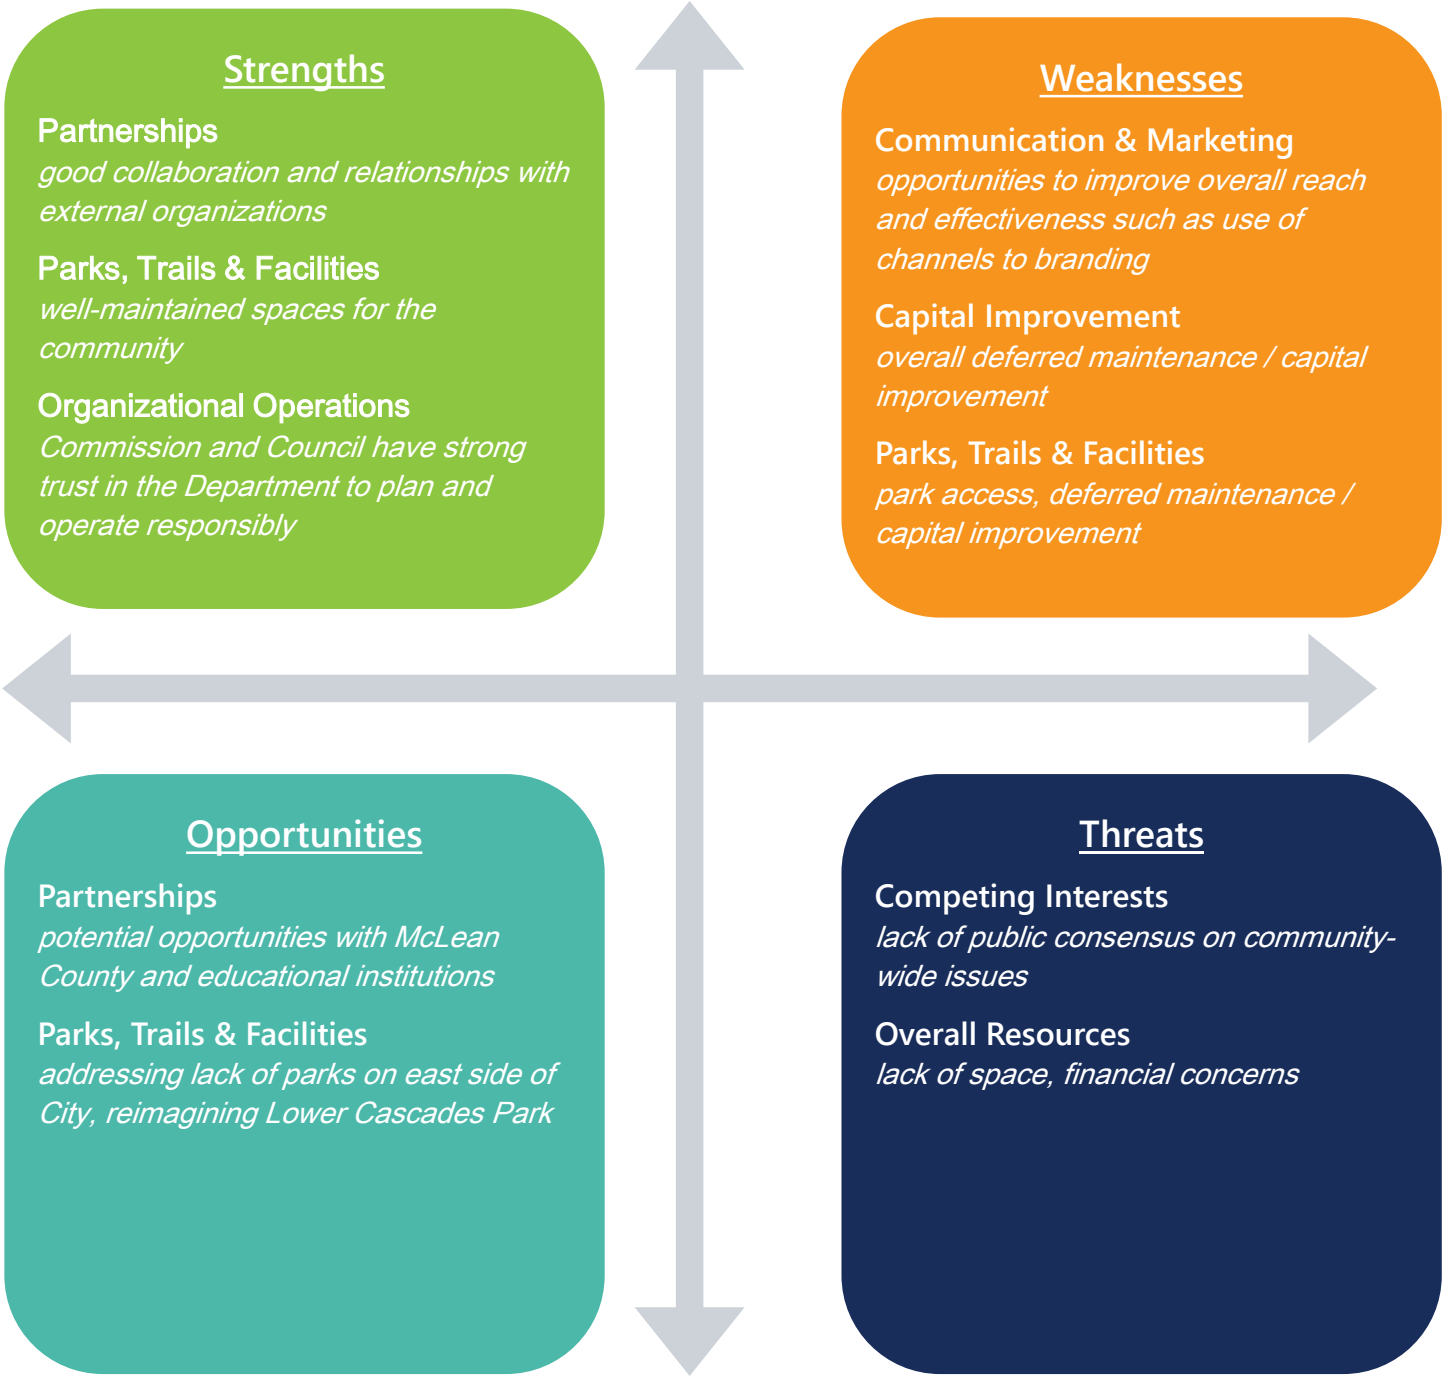 Strengths
Partnerships
good collaboration and relationships with
external organizations
Parks, Trails & Facilities
well-maintained spaces for the
community
Organizational Operations
Commission and Council have strong
trust in the Department to plan and
operate responsibly
Weaknesses
Communication & Marketing
opportunities to improve overall reach
and effectiveness such as use of
channels to branding
Capital Improvement
overall deferred maintenance / capital
improvement
Parks, Trails & Facilities
park access, deferred maintenance /
capital improvement
Opportunities
Partnerships
potential opportunities with McLean
County and educational institutions
Parks, Trails & Facilities
addressing lack of parks on east side of
City, reimagining Lower Cascades Park
Threats
Competing Interests
lack of public consensus on community-
wide issues
Overall Resources
lack of space, financial concerns